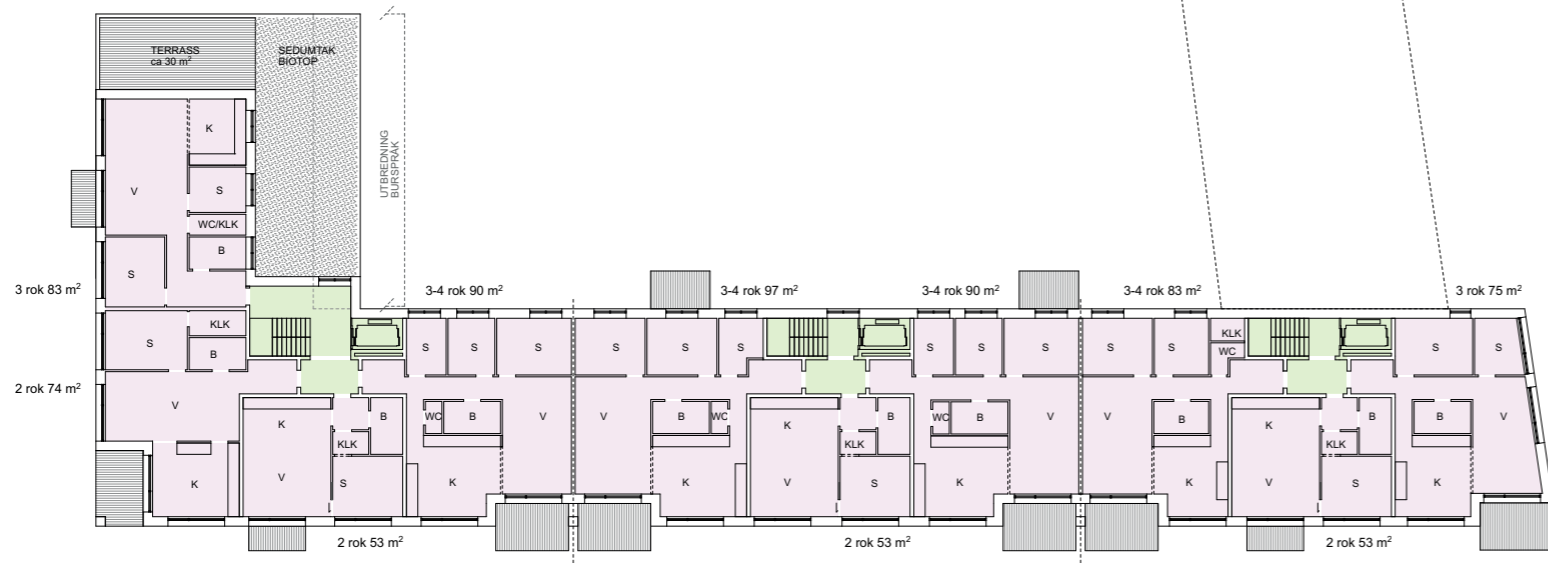 TERRASS
ca 30 m²
SEDUMTAK
BIOTOP
UTBREDNING
BURSPRÅK
K
V
S
WC/KLK
B
S
3 rok 83 m²
3-4 rok 90 m²
3-4 rok 97 m²
3-4 rok 90 m²
3-4 rok 83 m²
3 rok 75 m²
KLK
S
B
S
S
S
S
S
S
S
S
S
S
S
KLK
WC
S
S
2 rok 74 m²
V
K
B
WC
B
V
V
B
WC
K
B
WC
B
V
V
B
K
B
B
V
KLK
KLK
KLK
K
V
S
K
K
V
S
K
K
V
S
K
2 rok 53 m²
2 rok 53 m²
2 rok 53 m²